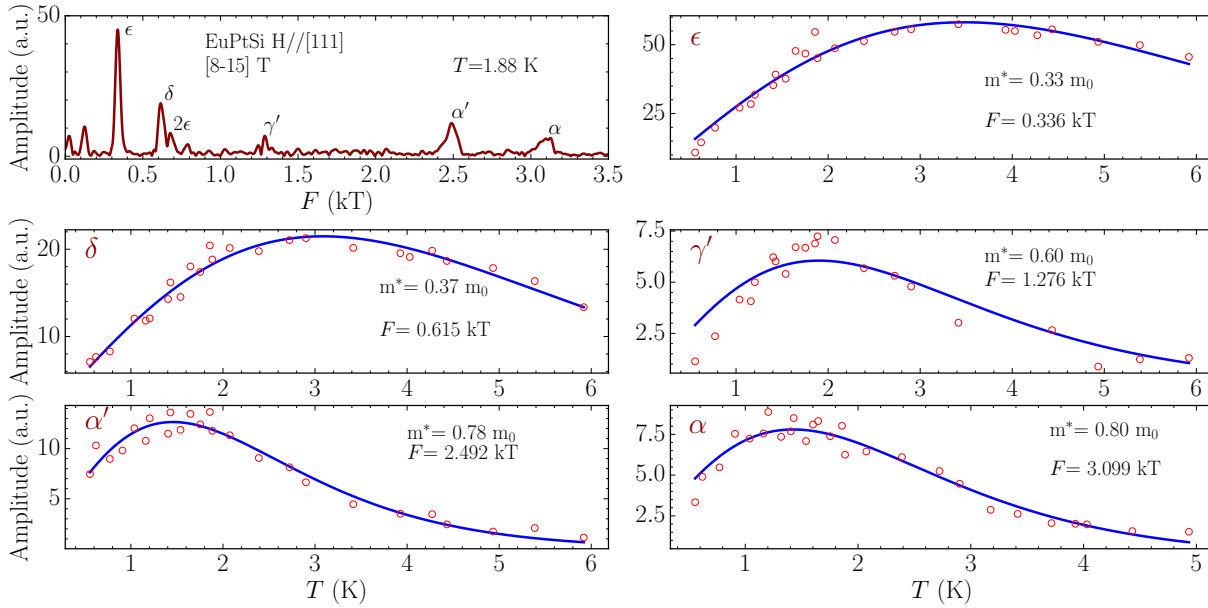 Amplitude (a.u.)
50
25
0
ϵ
EuPtSi H//[111]
[8-15] T
T=1.88 K
δ
2ϵ
γ′
α′
α
0.0 0.5 1.0 1.5 2.0 2.5 3.0 3.5
F (kT)
ϵ
50
25
m*= 0.33 m0
F= 0.336 kT
1 2 3 4 5 6
Amplitude (a.u.)
δ
20
10
m*= 0.37 m0
F= 0.615 kT
1 2 3 4 5 6
γ′
7.5
5.0
2.5
m*= 0.60 m0
F= 1.276 kT
1 2 3 4 5 6
Amplitude (a.u.)
α′
10
5
m*= 0.78 m0
F= 2.492 kT
1 2 3 4 5 6
T (K)
α
7.5
5.0
2.5
m*= 0.80 m0
F= 3.099 kT
1 2 3 4 5
T (K)